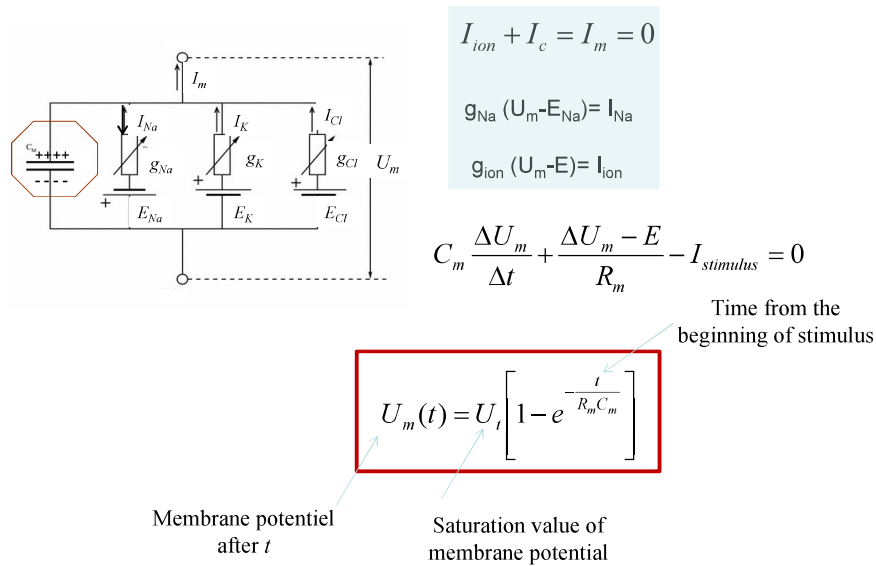 I_m
C_M
++++
- - - -
I_Na I_K I_Cl
g_Na g_K g_Cl U_m
+ + +
E_Na E_K E_Cl
I_ion + I_c = I_m = 0
g_Na (U_m-E_Na)= I_Na
g_ion (U_m-E)= I_ion
C_m ΔU_m/Δt + (ΔU_m − E)/R_m − I_stimulus = 0
Time from the
beginning of stimulus
U_m(t) = U_t [1 − e^(−t/(R_m C_m))]
Membrane potentiel
after t
Saturation value of
membrane potential